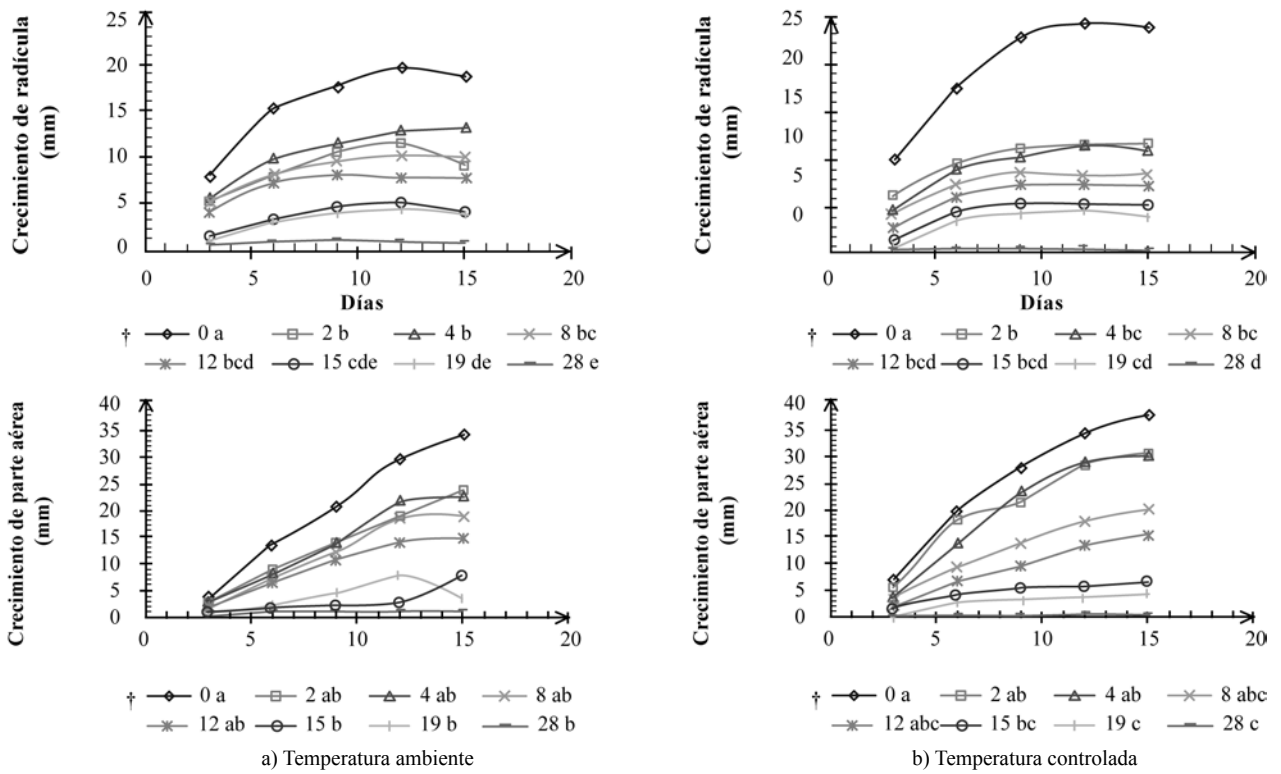 Crecimiento de radícula
(mm)
25
20
15
10
5
0
0 5 10 15 20
Días
† 0 a 2 b 4 b 8 bc
12 bcd 15 cde 19 de 28 e
Crecimiento de radícula
(mm)
25
20
15
10
5
0
0 5 10 15 20
Días
† 0 a 2 b 4 bc 8 bc
12 bcd 15 bcd 19 cd 28 d
Crecimiento de parte aérea
(mm)
40
35
30
25
20
15
10
5
0
0 5 10 15 20
† 0 a 2 ab 4 ab 8 ab
12 ab 15 b 19 b 28 b
a) Temperatura ambiente
Crecimiento de parte aérea
(mm)
40
35
30
25
20
15
10
5
0
0 5 10 15 20
† 0 a 2 ab 4 ab 8 abc
12 abc 15 bc 19 c 28 c
b) Temperatura controlada